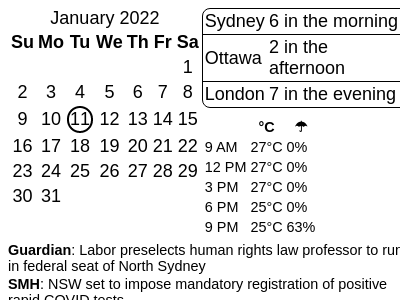 January 2022
Su Mo Tu We Th Fr Sa
1
2 3 4 5 6 7 8
9 10 11 12 13 14 15
16 17 18 19 20 21 22
23 24 25 26 27 28 29
30 31
Sydney 6 in the morning
Ottawa 2 in the
afternoon
London 7 in the evening
°C ☂
9 AM 27°C 0%
12 PM 27°C 0%
3 PM 27°C 0%
6 PM 25°C 0%
9 PM 25°C 63%
Guardian: Labor preselects human rights law professor to run
in federal seat of North Sydney
SMH: NSW set to impose mandatory registration of positive
rapid COVID tests